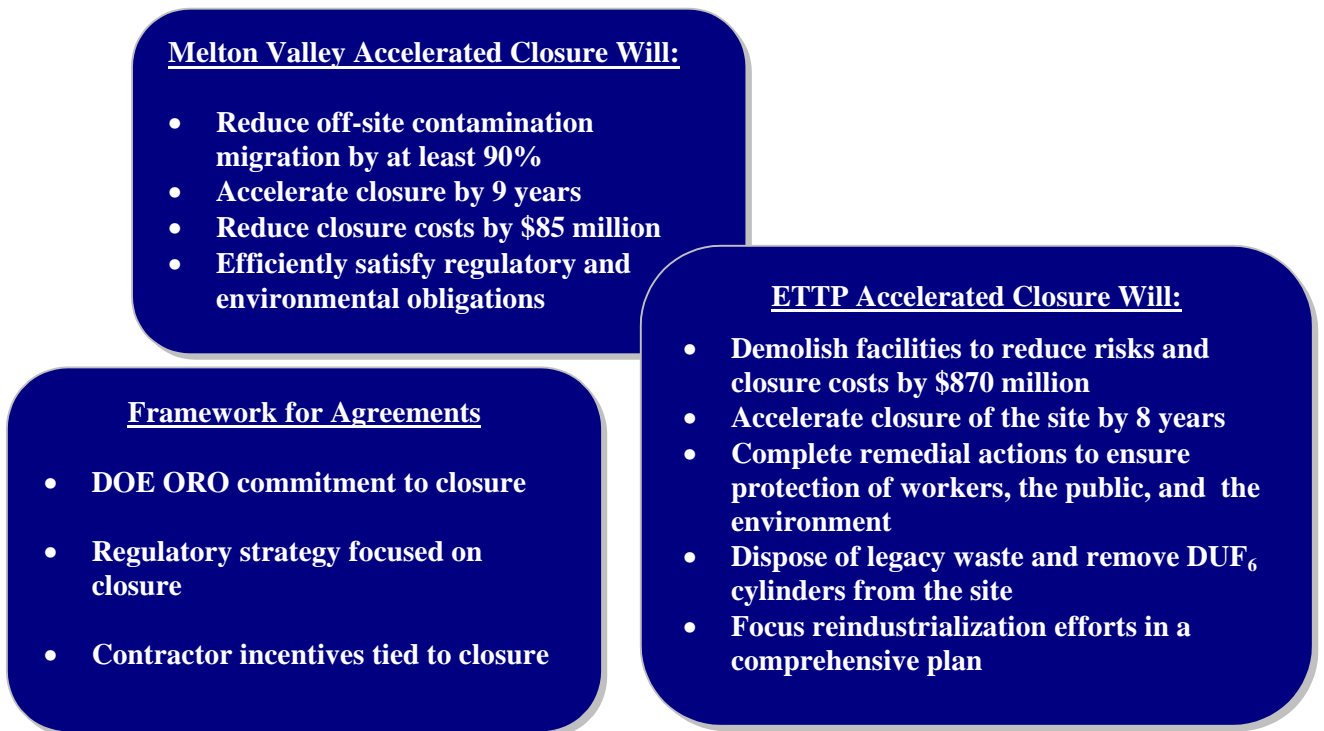 Melton Valley Accelerated Closure Will:
• Reduce off-site contamination
migration by at least 90%
• Accelerate closure by 9 years
• Reduce closure costs by $85 million
• Efficiently satisfy regulatory and
environmental obligations
ETTP Accelerated Closure Will:
• Demolish facilities to reduce risks and
closure costs by $870 million
• Accelerate closure of the site by 8 years
• Complete remedial actions to ensure
protection of workers, the public, and the
environment
• Dispose of legacy waste and remove DUF₆
cylinders from the site
• Focus reindustrialization efforts in a
comprehensive plan
Framework for Agreements
• DOE ORO commitment to closure
• Regulatory strategy focused on
closure
• Contractor incentives tied to closure